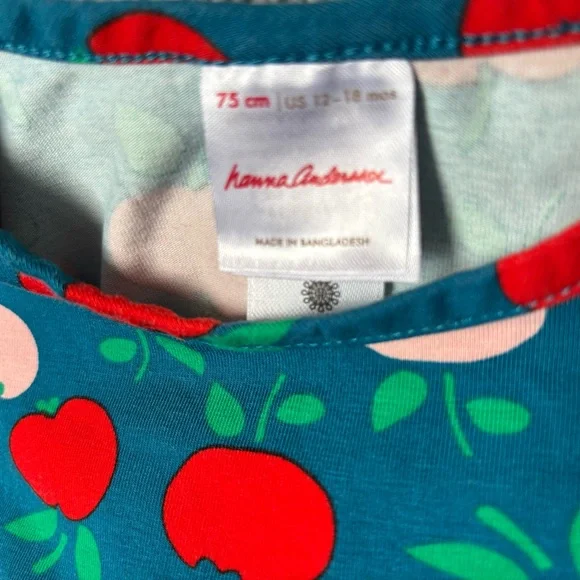 75 cm | US 12-18 mos
hanna Andersson
MADE IN BANGLADESH